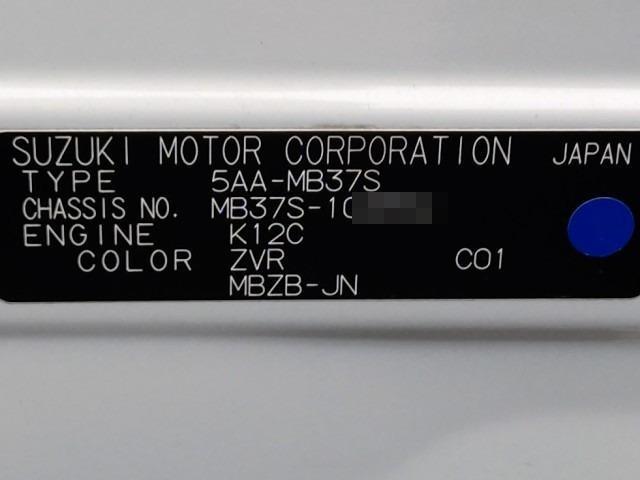 SUZUKI MOTOR CORPORATION JAPAN
TYPE 5AA-MB37S
CHASSIS NO. MB37S-10
ENGINE K12C
COLOR ZVR C01
MBZB-JN